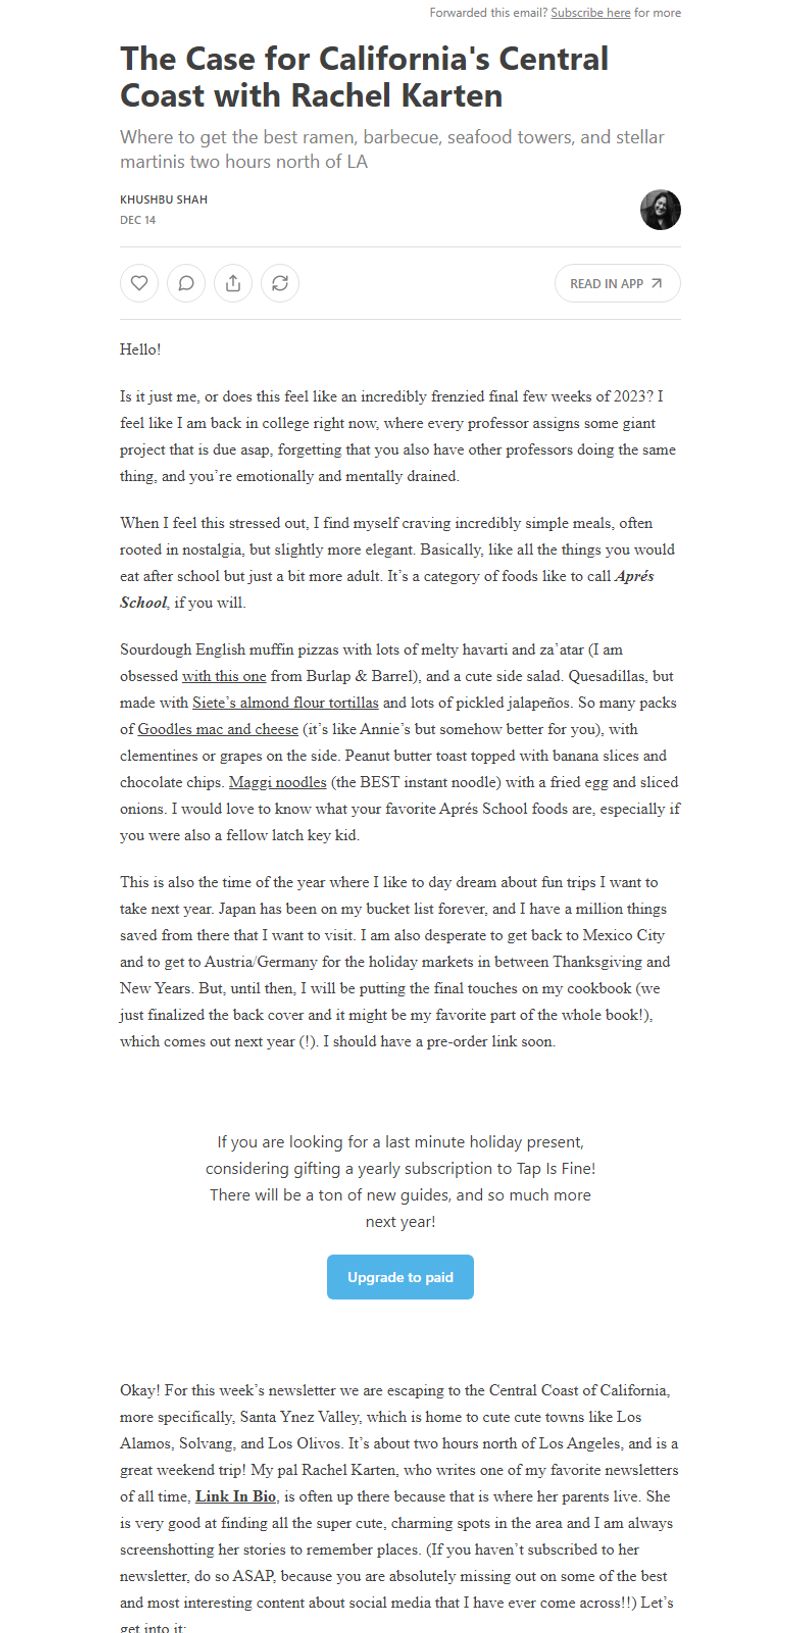 Forwarded this email? Subscribe here for more
The Case for California's Central
Coast with Rachel Karten
Where to get the best ramen, barbecue, seafood towers, and stellar
martinis two hours north of LA
KHUSHBU SHAH
DEC 14
READ IN APP
Hello!
Is it just me, or does this feel like an incredibly frenzied final few weeks of 2023? I
feel like I am back in college right now, where every professor assigns some giant
project that is due asap, forgetting that you also have other professors doing the same
thing, and you’re emotionally and mentally drained.
When I feel this stressed out, I find myself craving incredibly simple meals, often
rooted in nostalgia, but slightly more elegant. Basically, like all the things you would
eat after school but just a bit more adult. It’s a category of foods like to call Aprés
School, if you will.
Sourdough English muffin pizzas with lots of melty havarti and za’atar (I am
obsessed with this one from Burlap & Barrel), and a cute side salad. Quesadillas, but
made with Siete’s almond flour tortillas and lots of pickled jalapeños. So many packs
of Goodles mac and cheese (it’s like Annie’s but somehow better for you), with
clementines or grapes on the side. Peanut butter toast topped with banana slices and
chocolate chips. Maggi noodles (the BEST instant noodle) with a fried egg and sliced
onions. I would love to know what your favorite Aprés School foods are, especially if
you were also a fellow latch key kid.
This is also the time of the year where I like to day dream about fun trips I want to
take next year. Japan has been on my bucket list forever, and I have a million things
saved from there that I want to visit. I am also desperate to get back to Mexico City
and to get to Austria/Germany for the holiday markets in between Thanksgiving and
New Years. But, until then, I will be putting the final touches on my cookbook (we
just finalized the back cover and it might be my favorite part of the whole book!),
which comes out next year (!). I should have a pre-order link soon.
If you are looking for a last minute holiday present,
considering gifting a yearly subscription to Tap Is Fine!
There will be a ton of new guides, and so much more
next year!
Upgrade to paid
Okay! For this week’s newsletter we are escaping to the Central Coast of California,
more specifically, Santa Ynez Valley, which is home to cute cute towns like Los
Alamos, Solvang, and Los Olivos. It’s about two hours north of Los Angeles, and is a
great weekend trip! My pal Rachel Karten, who writes one of my favorite newsletters
of all time, Link In Bio, is often up there because that is where her parents live. She
is very good at finding all the super cute, charming spots in the area and I am always
screenshotting her stories to remember places. (If you haven’t subscribed to her
newsletter, do so ASAP, because you are absolutely missing out on some of the best
and most interesting content about social media that I have ever come across!!) Let’s
get into it: